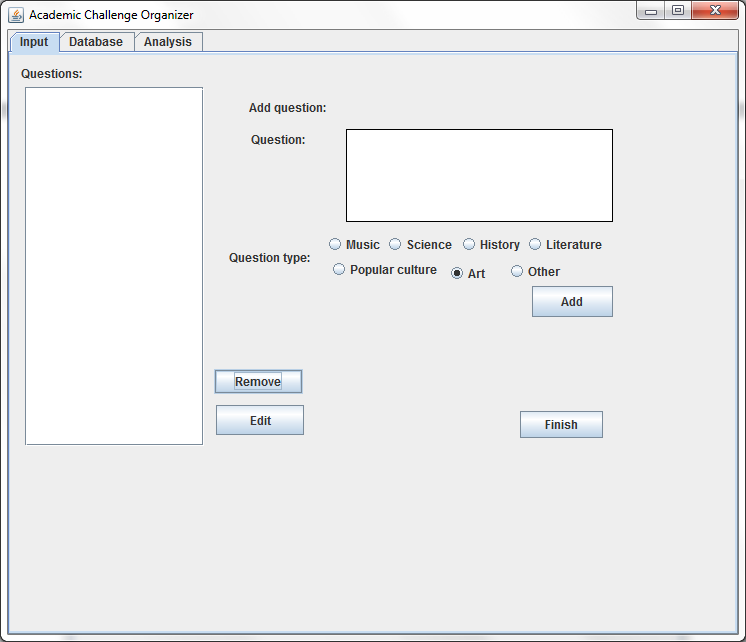 Academic Challenge Organizer
Input Database Analysis
Questions:
Add question:
Question:
Music Science History Literature
Question type:
Popular culture Art Other
Add
Remove
Edit
Finish